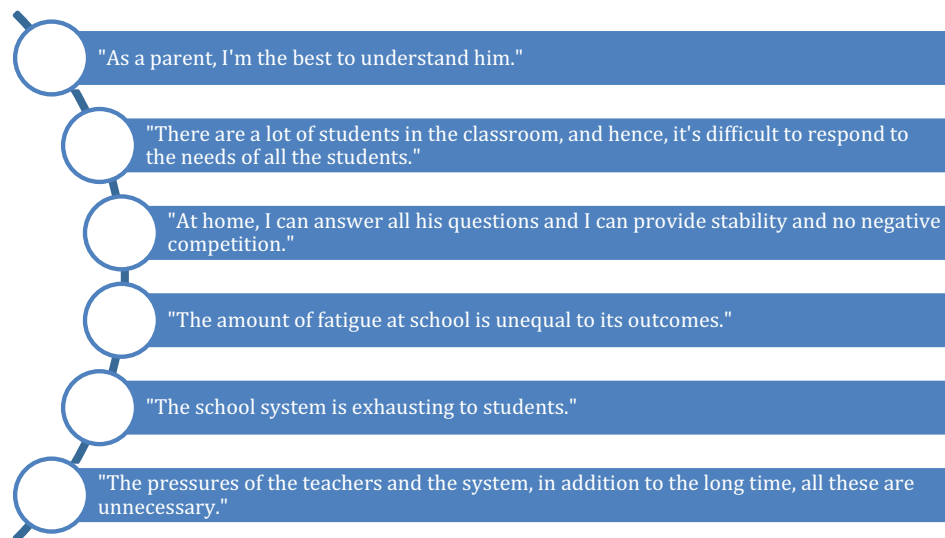 "As a parent, I'm the best to understand him."
"There are a lot of students in the classroom, and hence, it's difficult to respond to
the needs of all the students."
"At home, I can answer all his questions and I can provide stability and no negative
competition."
"The amount of fatigue at school is unequal to its outcomes."
"The school system is exhausting to students."
"The pressures of the teachers and the system, in addition to the long time, all these are
unnecessary."